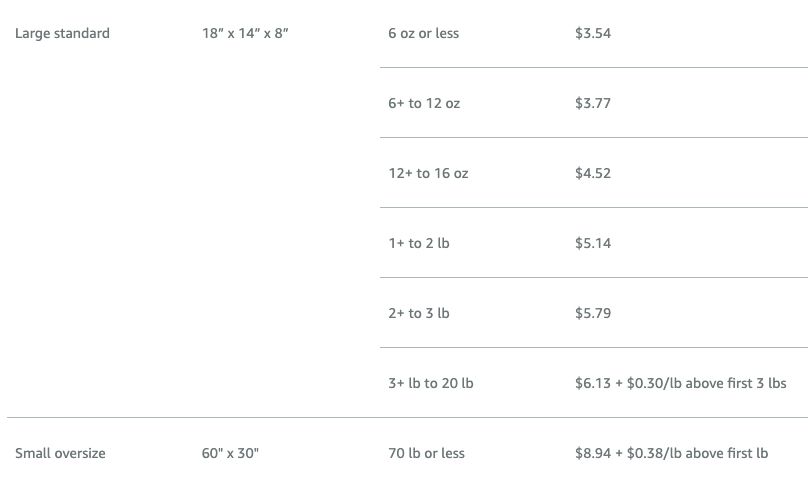 Large standard 18” x 14” x 8” 6 oz or less $3.54
6+ to 12 oz $3.77
12+ to 16 oz $4.52
1+ to 2 lb $5.14
2+ to 3 lb $5.79
3+ lb to 20 lb $6.13 + $0.30/lb above first 3 lbs
Small oversize 60" x 30" 70 lb or less $8.94 + $0.38/lb above first lb